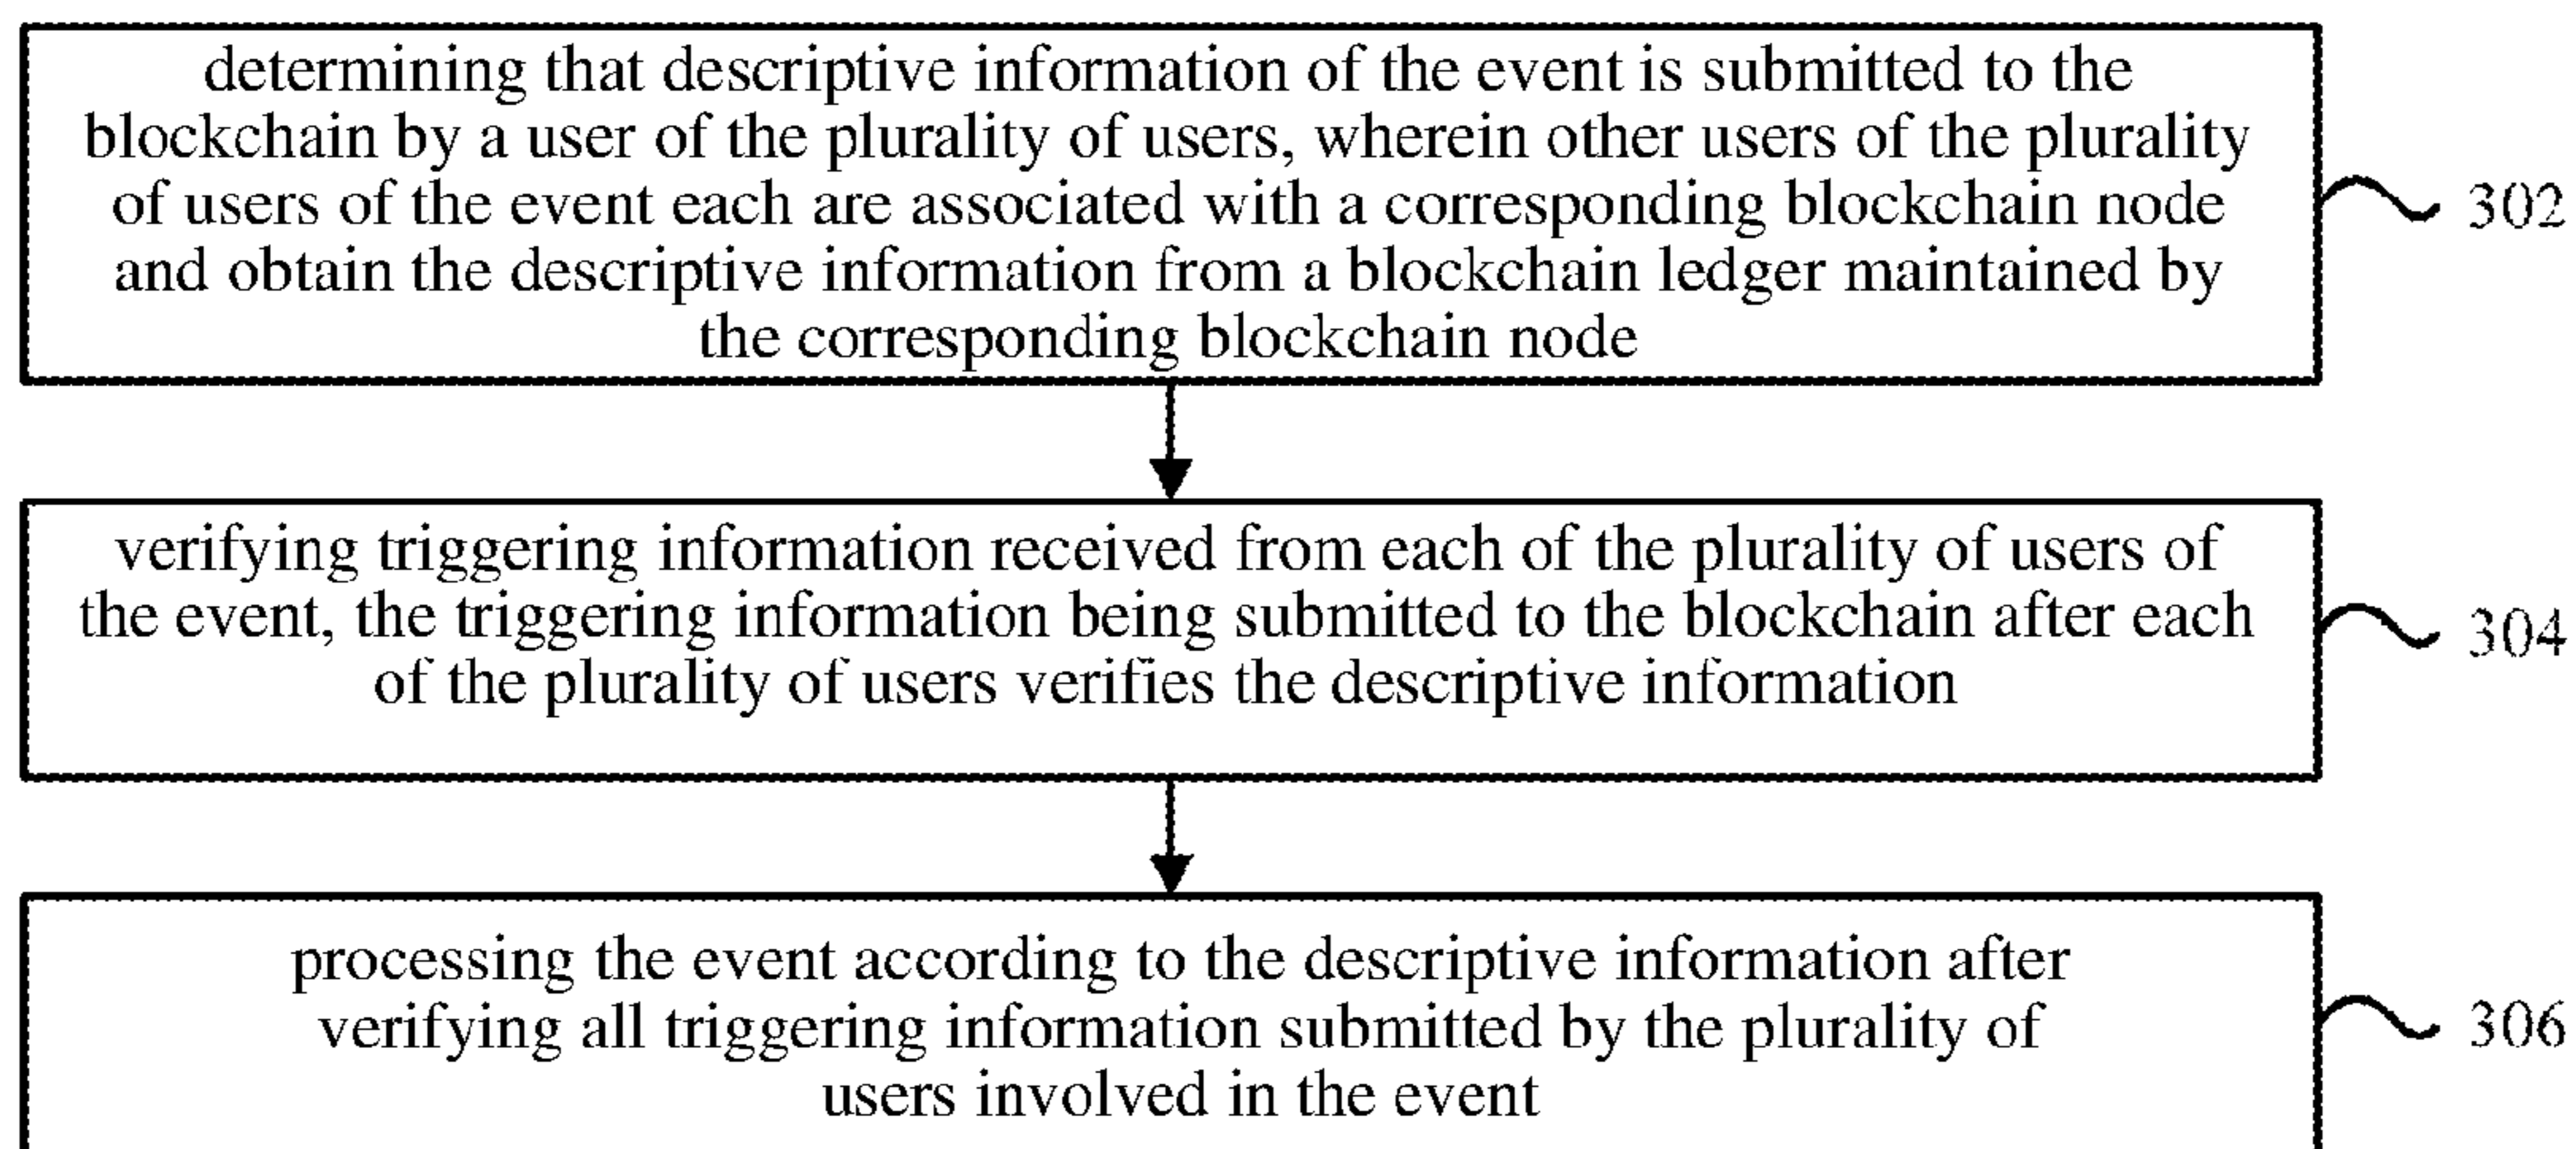 determining that descriptive information of the event is submitted to the
blockchain by a user of the plurality of users, wherein other users of the plurality
of users of the event each are associated with a corresponding blockchain node
and obtain the descriptive information from a blockchain ledger maintained by
the corresponding blockchain node
302
verifying triggering information received from each of the plurality of users of
the event, the triggering information being submitted to the blockchain after each
of the plurality of users verifies the descriptive information
304
processing the event according to the descriptive information after
verifying all triggering information submitted by the plurality of
users involved in the event
306